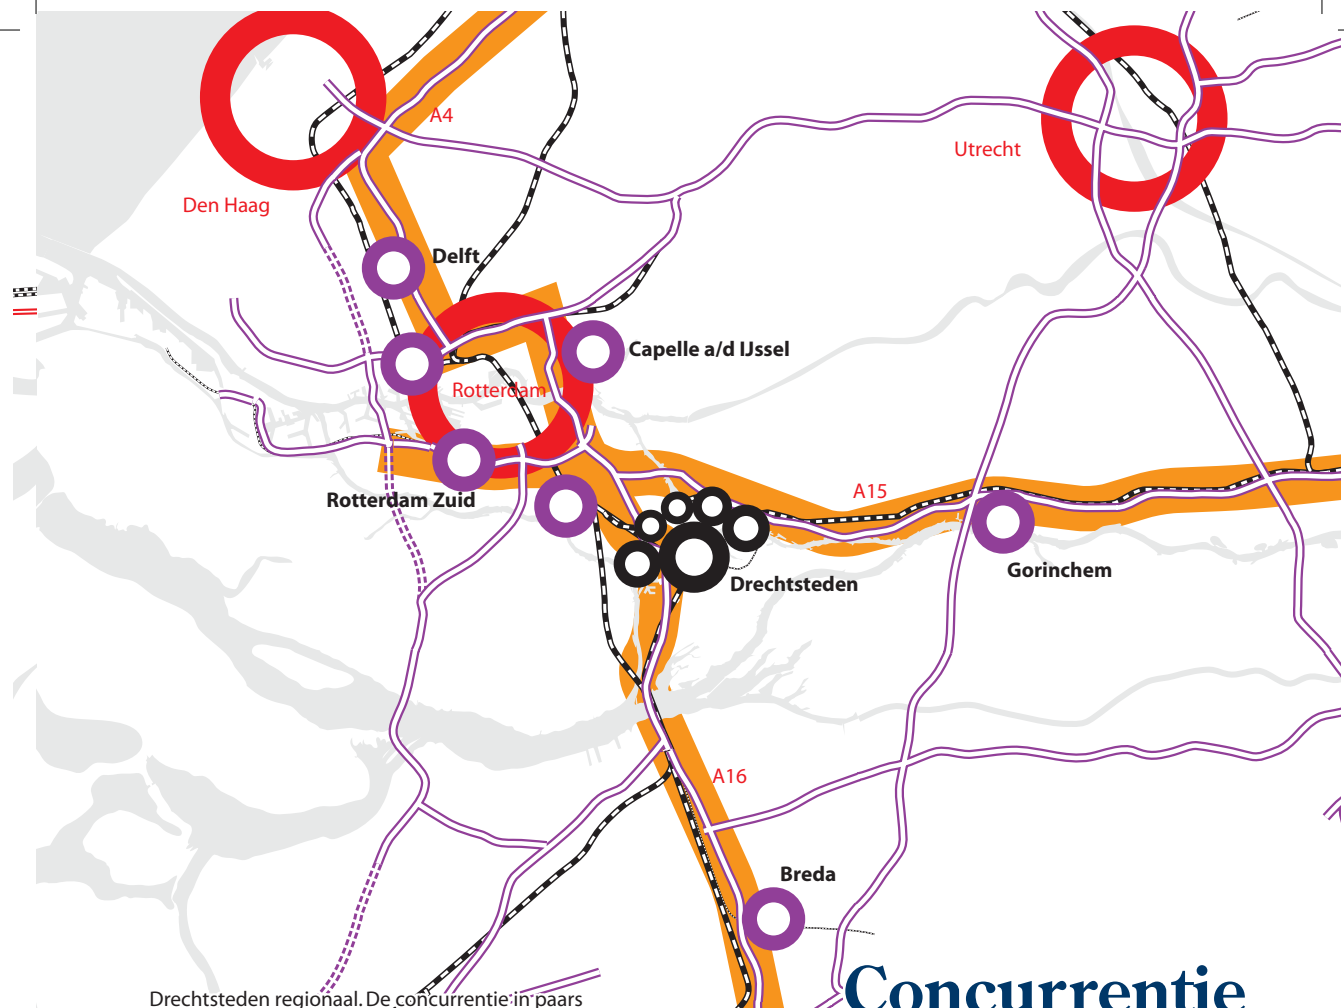 A4
Utrecht
Den Haag
Delft
Capelle a/d IJssel
Rotterdam
A15
Rotterdam Zuid
Gorinchem
Drechtsteden
A16
Breda
Concurrentie
Drechtsteden regionaal. De concurrentie in paars